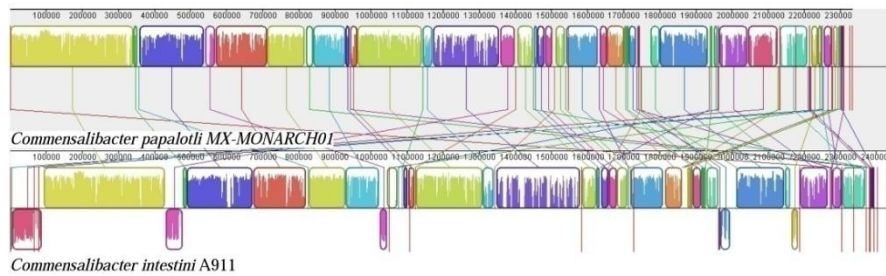 100000 200000 300000 400000 500000 600000 700000 800000 900000 1000000 1100000 1200000 1300000 1400000 1500000 1600000 1700000 1800000 1900000 2000000 2100000 2200000 2300000
Commensalibacter papalotli MX-MONARCH01
100000 200000 300000 400000 500000 600000 700000 800000 900000 1000000 1100000 1200000 1300000 1400000 1500000 1600000 1700000 1800000 1900000 2000000 2100000 2200000 2300000
Commensalibacter intestini A911